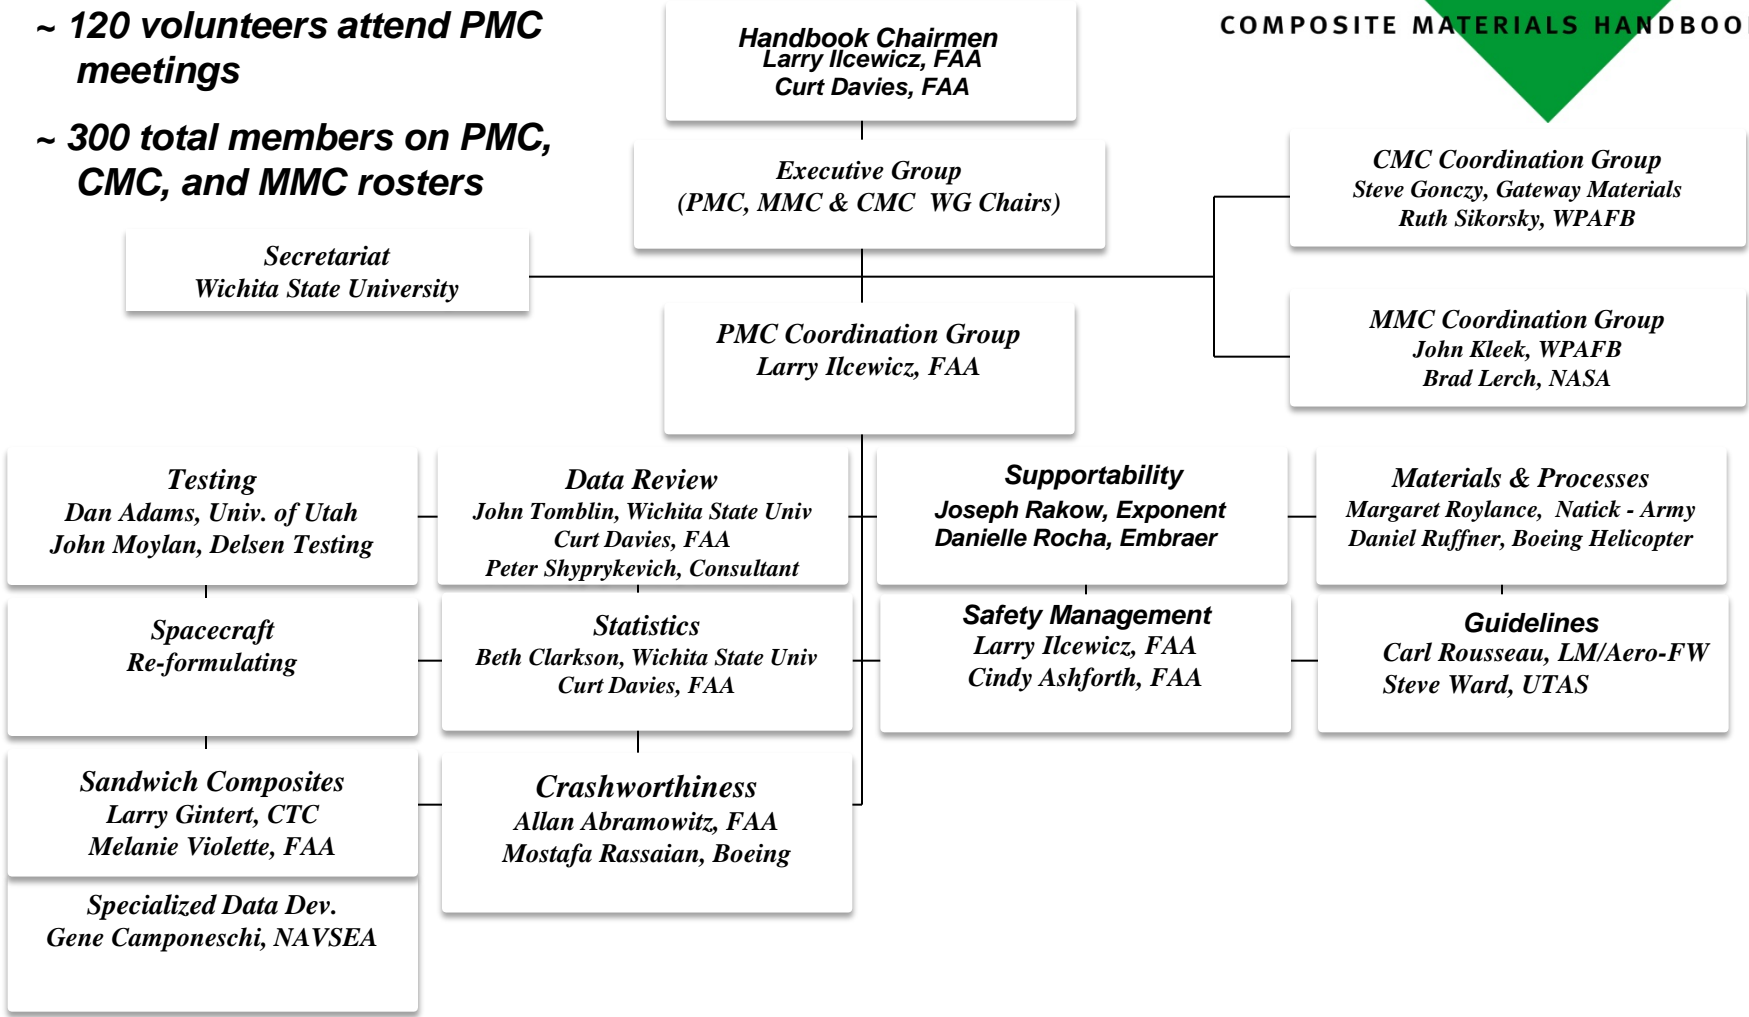 ~ 120 volunteers attend PMC
meetings
~ 300 total members on PMC,
CMC, and MMC rosters
COMPOSITE MATERIALS HANDBOO
Handbook Chairmen
Larry Ilcewicz, FAA
Curt Davies, FAA
Executive Group
(PMC, MMC & CMC WG Chairs)
CMC Coordination Group
Steve Gonczy, Gateway Materials
Ruth Sikorsky, WPAFB
Secretariat
Wichita State University
MMC Coordination Group
John Kleek, WPAFB
Brad Lerch, NASA
PMC Coordination Group
Larry Ilcewicz, FAA
Testing
Dan Adams, Univ. of Utah
John Moylan, Delsen Testing
Data Review
John Tomblin, Wichita State Univ
Curt Davies, FAA
Peter Shyprykevich, Consultant
Supportability
Joseph Rakow, Exponent
Danielle Rocha, Embraer
Materials & Processes
Margaret Roylance, Natick - Army
Daniel Ruffner, Boeing Helicopter
Spacecraft
Re-formulating
Statistics
Beth Clarkson, Wichita State Univ
Curt Davies, FAA
Safety Management
Larry Ilcewicz, FAA
Cindy Ashforth, FAA
Guidelines
Carl Rousseau, LM/Aero-FW
Steve Ward, UTAS
Sandwich Composites
Larry Gintert, CTC
Melanie Violette, FAA
Crashworthiness
Allan Abramowitz, FAA
Mostafa Rassaian, Boeing
Specialized Data Dev.
Gene Camponeschi, NAVSEA